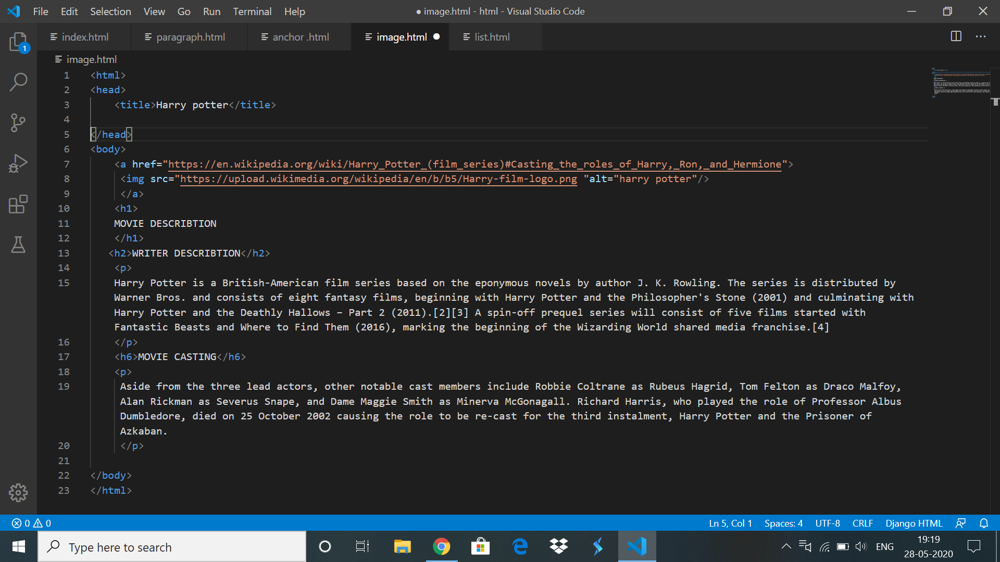 File Edit Selection View Go Run Terminal Help ● image.html - html - Visual Studio Code
index.html paragraph.html anchor .html image.html list.html
1
image.html
1 <html>
2 <head>
3 <title>Harry potter</title>
4
5 </head>
6 <body>
7 <a href="https://en.wikipedia.org/wiki/Harry_Potter_(film_series)#Casting_the_roles_of_Harry,_Ron,_and_Hermione">
8 <img src="https://upload.wikimedia.org/wikipedia/en/b/b5/Harry-film-logo.png "alt="harry potter"/>
9 </a>
10 <h1>
11 MOVIE DESCRIBTION
12 </h1>
13 <h2>WRITER DESCRIBTION</h2>
14 <p>
15 Harry Potter is a British-American film series based on the eponymous novels by author J. K. Rowling. The series is distributed by
Warner Bros. and consists of eight fantasy films, beginning with Harry Potter and the Philosopher's Stone (2001) and culminating with
Harry Potter and the Deathly Hallows – Part 2 (2011).[2][3] A spin-off prequel series will consist of five films started with
Fantastic Beasts and Where to Find Them (2016), marking the beginning of the Wizarding World shared media franchise.[4]
16 </p>
17 <h6>MOVIE CASTING</h6>
18 <p>
19 Aside from the three lead actors, other notable cast members include Robbie Coltrane as Rubeus Hagrid, Tom Felton as Draco Malfoy,
Alan Rickman as Severus Snape, and Dame Maggie Smith as Minerva McGonagall. Richard Harris, who played the role of Professor Albus
Dumbledore, died on 25 October 2002 causing the role to be re-cast for the third instalment, Harry Potter and the Prisoner of
Azkaban.
20 </p>
21
22 </body>
23 </html>
0 0 Ln 5, Col 1 Spaces: 4 UTF-8 CRLF Django HTML
Type here to search ENG 19:19
28-05-2020